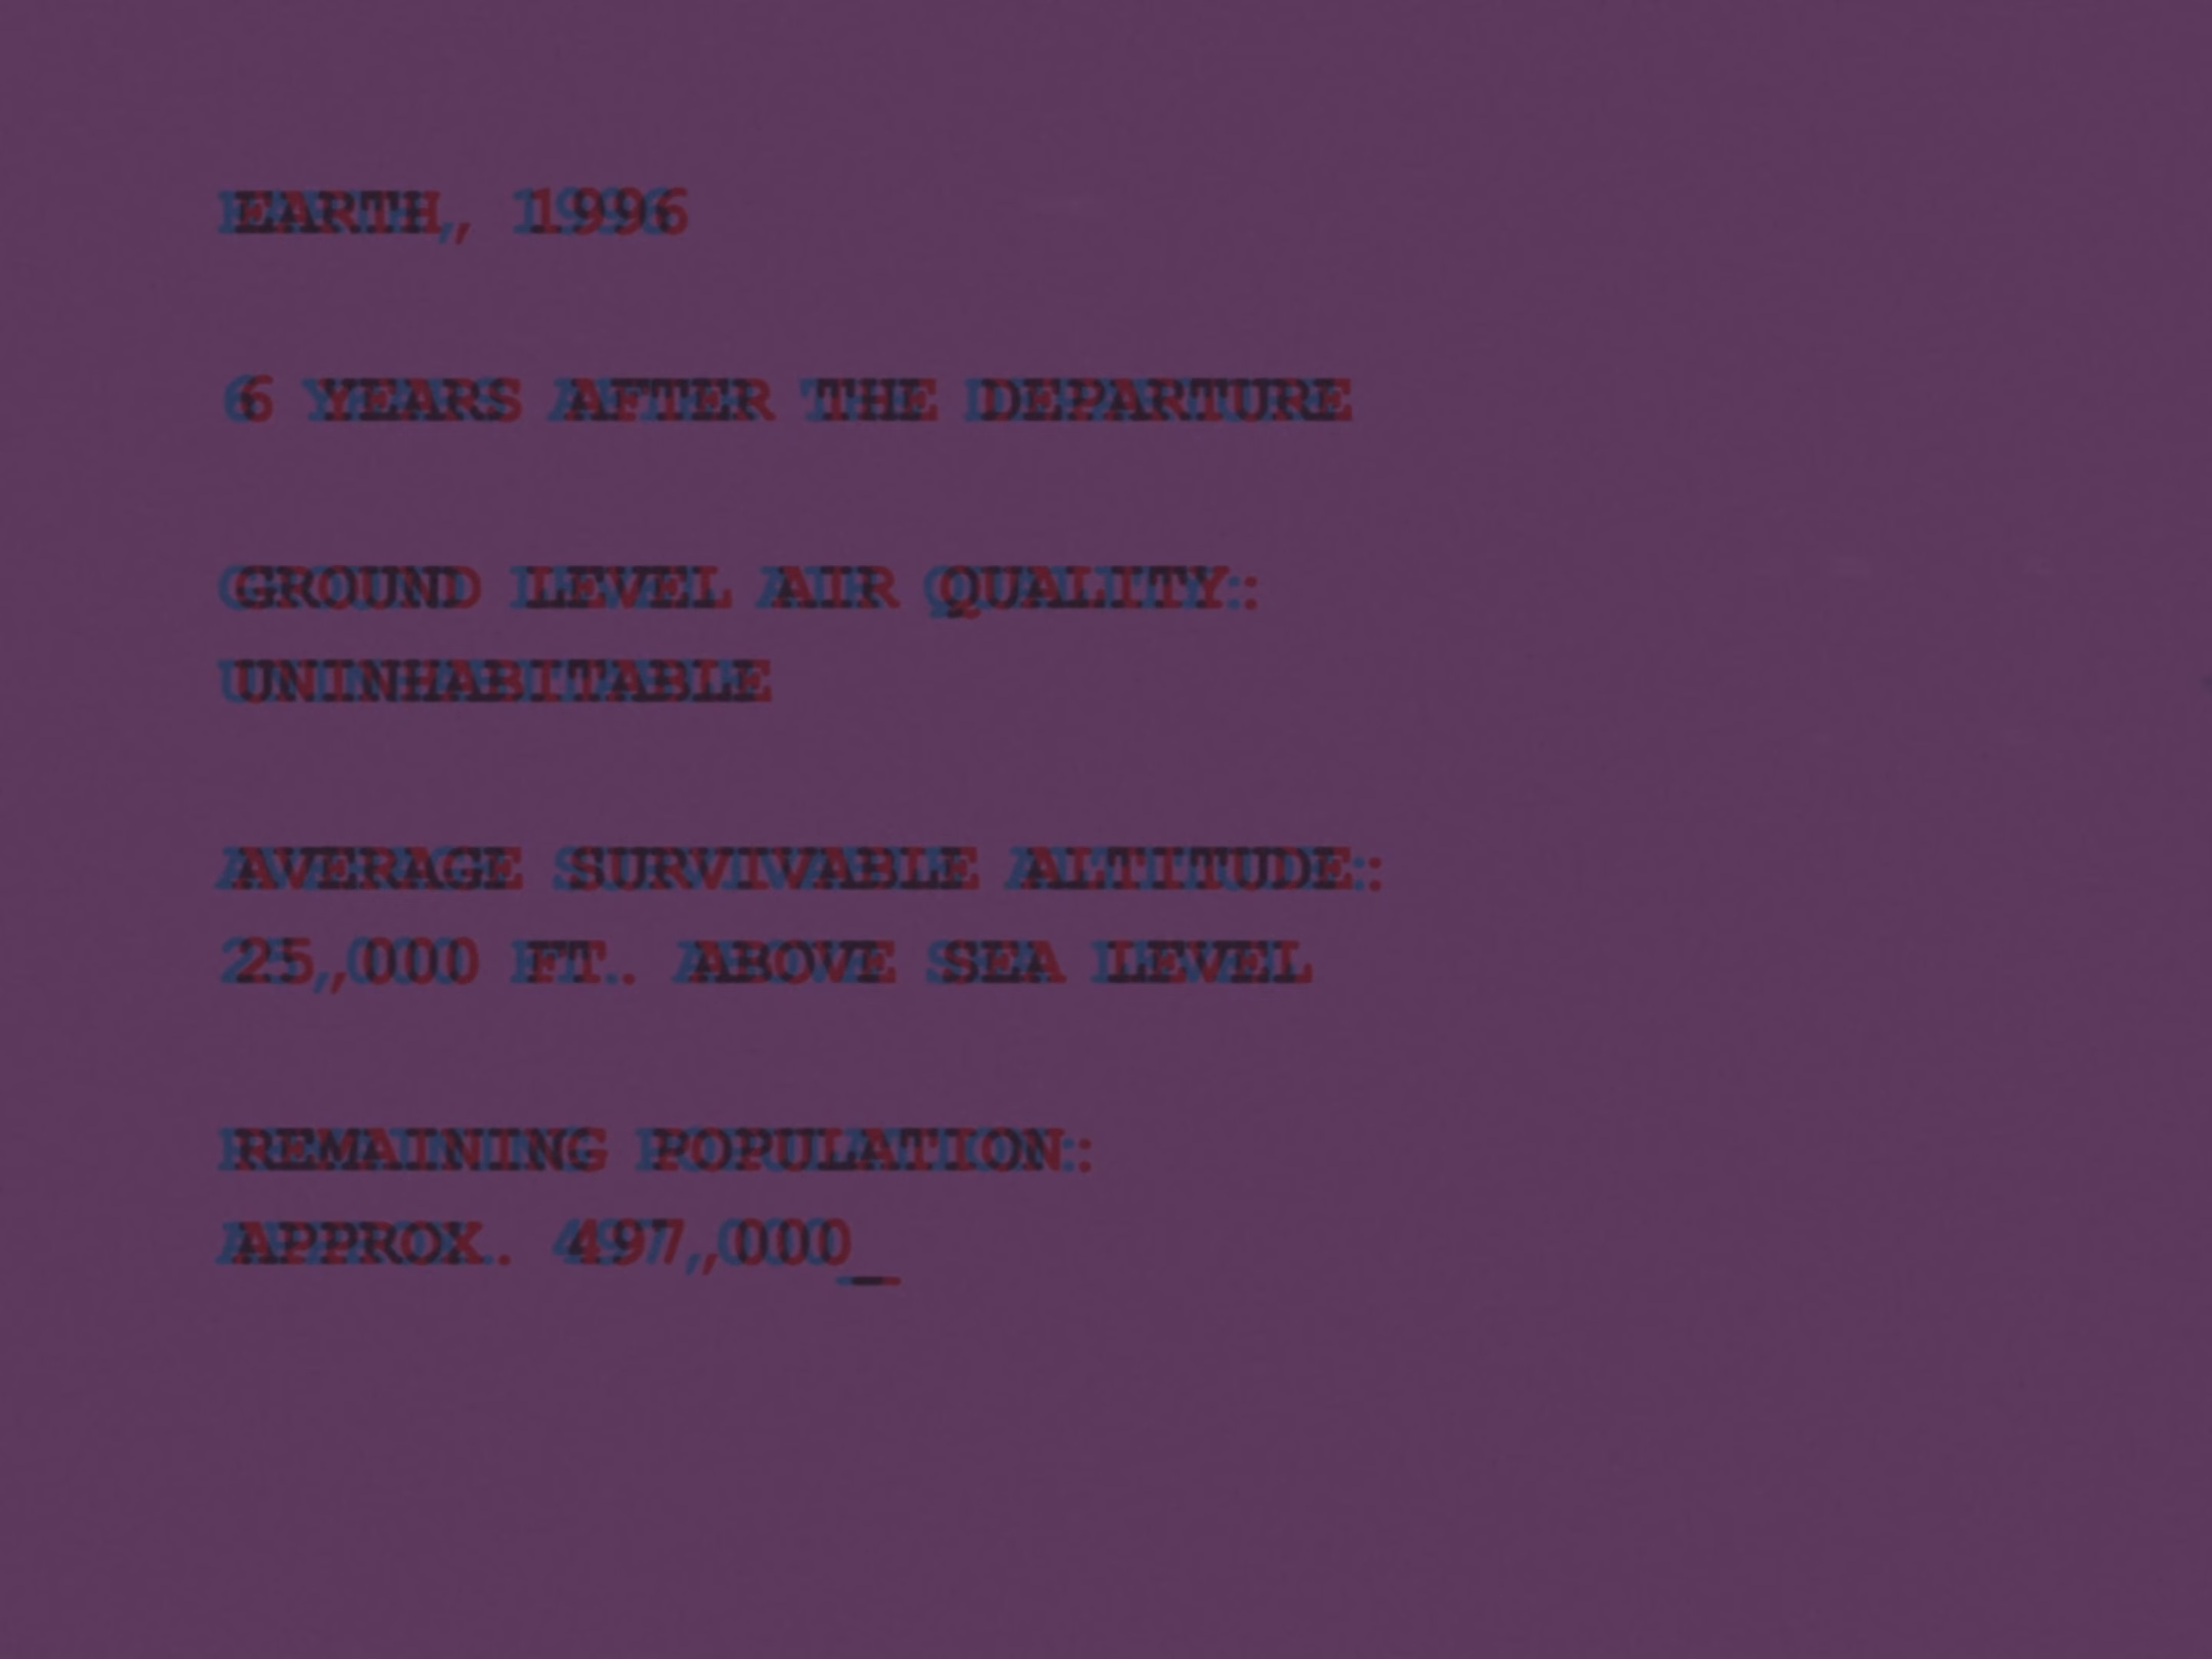 EARTH, 1996
6 YEARS AFTER THE DEPARTURE
GROUND LEVEL AIR QUALITY:
UNINHABITABLE
AVERAGE SURVIVABLE ALTITUDE:
25,000 FT. ABOVE SEA LEVEL
REMAINING POPULATION:
APPROX. 497,000_